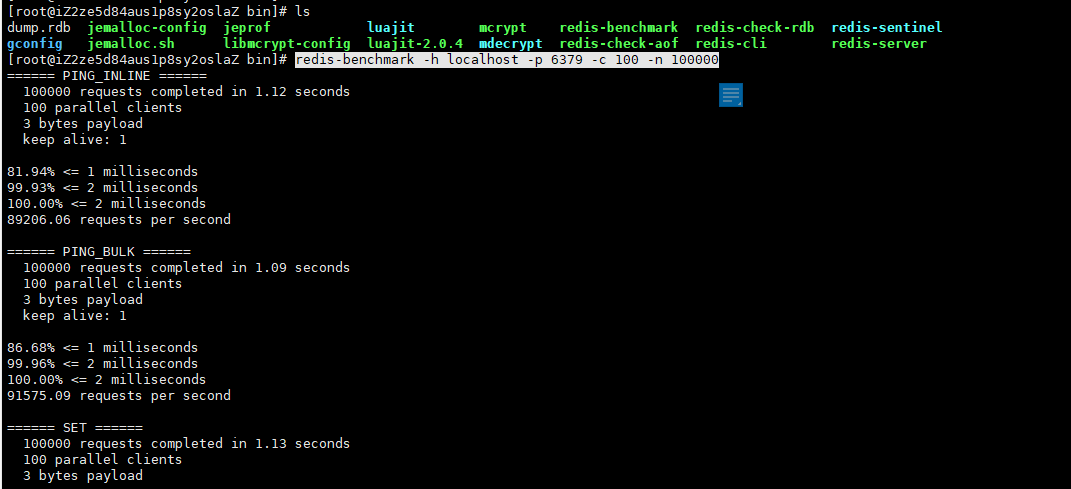 [root@iZ2ze5d84aus1p8sy2oslaZ bin]# ls
dump.rdb jemalloc-config jeprof luajit mcrypt redis-benchmark redis-check-rdb redis-sentinel
gconfig jemalloc.sh libmcrypt-config luajit-2.0.4 mdecrypt redis-check-aof redis-cli redis-server
[root@iZ2ze5d84aus1p8sy2oslaZ bin]# redis-benchmark -h localhost -p 6379 -c 100 -n 100000
====== PING_INLINE ======
100000 requests completed in 1.12 seconds
100 parallel clients
3 bytes payload
keep alive: 1
81.94% <= 1 milliseconds
99.93% <= 2 milliseconds
100.00% <= 2 milliseconds
89206.06 requests per second
====== PING_BULK ======
100000 requests completed in 1.09 seconds
100 parallel clients
3 bytes payload
keep alive: 1
86.68% <= 1 milliseconds
99.96% <= 2 milliseconds
100.00% <= 2 milliseconds
91575.09 requests per second
====== SET ======
100000 requests completed in 1.13 seconds
100 parallel clients
3 bytes payload